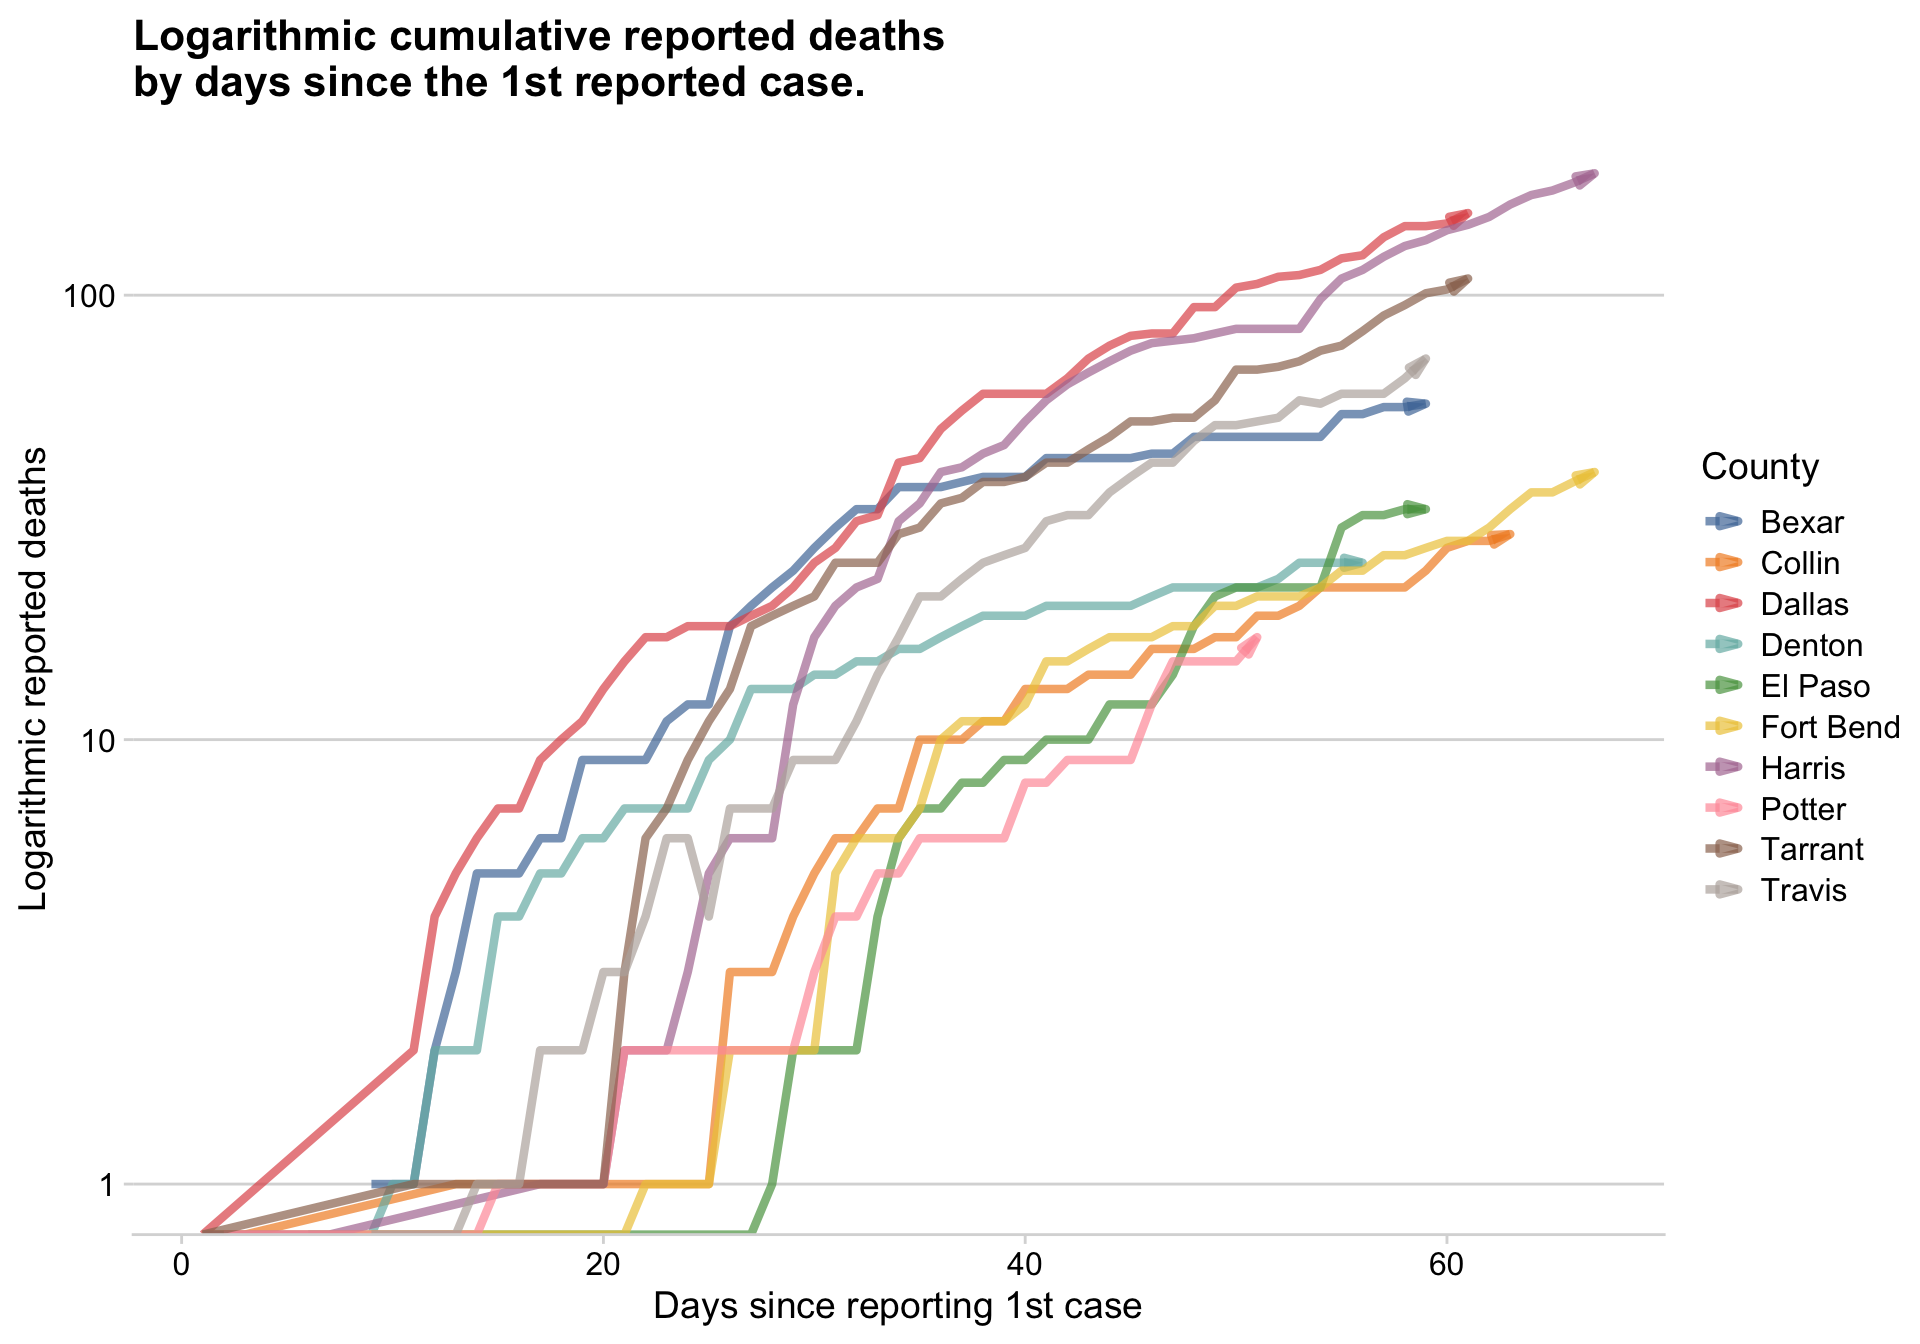 Logarithmic cumulative reported deaths
by days since the 1st reported case.
Logarithmic reported deaths
100
10
1
0
20
40
60
Days since reporting 1st case
County
Bexar
Collin
Dallas
Denton
El Paso
Fort Bend
Harris
Potter
Tarrant
Travis